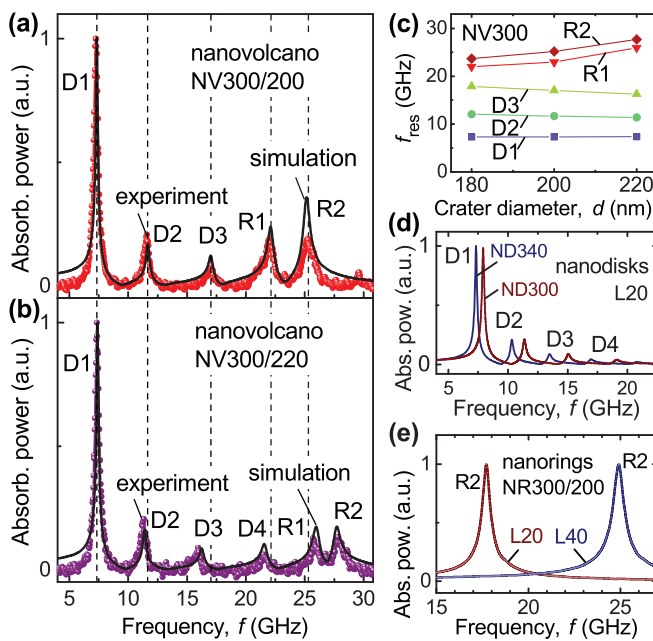 (a)
1
nanovolcano
NV300/200
D1
simulation
experiment
D2
D3
R1
R2
0
Absorb. power (a.u.)
(b)
1
nanovolcano
NV300/220
D1
simulation
experiment
D2
D3
D4
R1
R2
0
Absorb. power (a.u.)
5 10 15 20 25 30
Frequency, f (GHz)
(c)
NV300
R2
R1
D3
D2
D1
30
20
10
0
fres (GHz)
180 200 220
Crater diameter, d (nm)
(d)
1
D1
ND340
ND300
nanodisks
L20
D2
D3
D4
0
Abs. pow. (a.u.)
5 10 15 20
Frequency, f (GHz)
(e)
1
R2
nanorings
NR300/200
R2
L20
L40
0
Abs. pow. (a.u.)
15 20 25
Frequency, f (GHz)